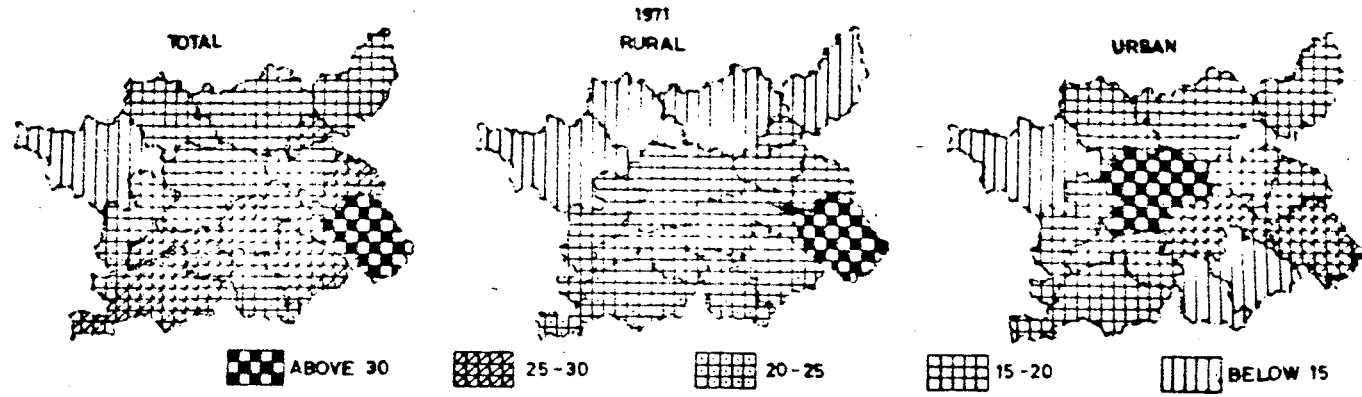 1971
TOTAL
RURAL
URBAN
ABOVE 30
25-30
20-25
15-20
BELOW 15